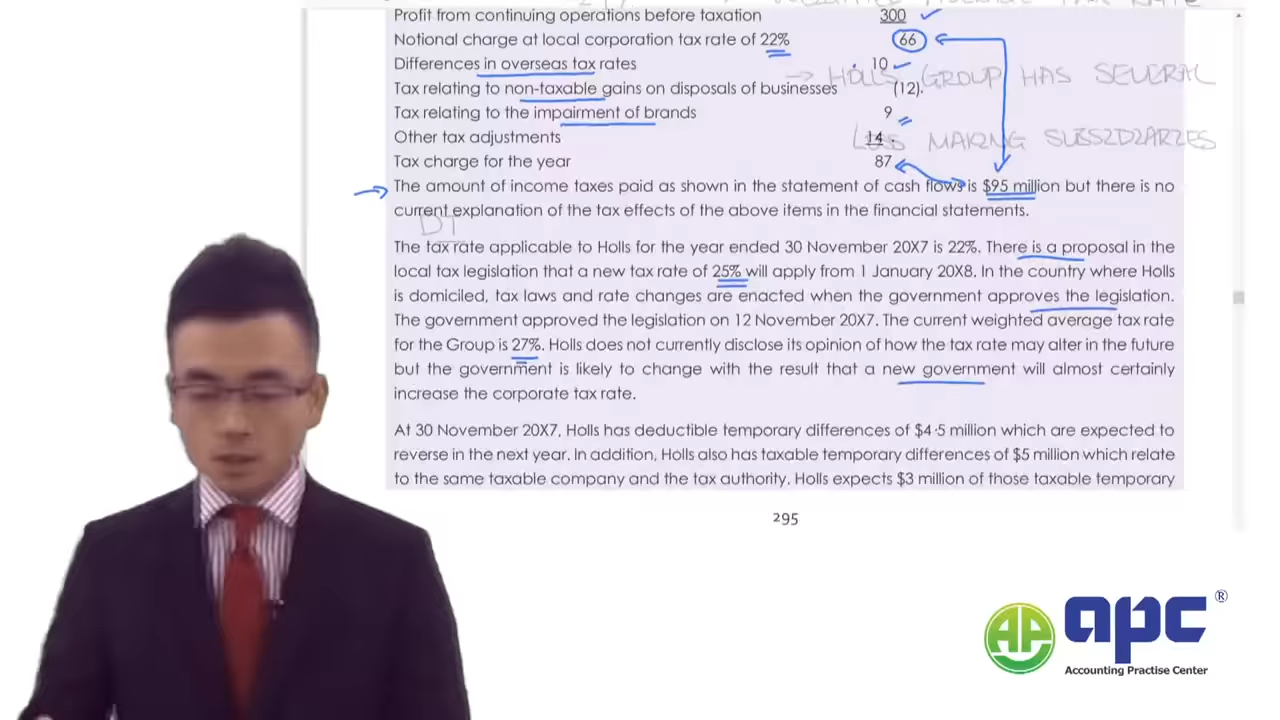 WEIGHTED AVERAGE TAX RATE
Profit from continuing operations before taxation 300
Notional charge at local corporation tax rate of 22% 66
Differences in overseas tax rates 10
→ HOLLS GROUP HAS SEVERAL
Tax relating to non-taxable gains on disposals of businesses (12).
Tax relating to the impairment of brands 9
Other tax adjustments 14
LOSS MAKING SUBSIDIARIES
Tax charge for the year 87
The amount of income taxes paid as shown in the statement of cash flows is $95 million but there is no
current explanation of the tax effects of the above items in the financial statements.
DT
The tax rate applicable to Holls for the year ended 30 November 20X7 is 22%. There is a proposal in the
local tax legislation that a new tax rate of 25% will apply from 1 January 20X8. In the country where Holls
is domiciled, tax laws and rate changes are enacted when the government approves the legislation.
The government approved the legislation on 12 November 20X7. The current weighted average tax rate
for the Group is 27%. Holls does not currently disclose its opinion of how the tax rate may alter in the future
but the government is likely to change with the result that a new government will almost certainly
increase the corporate tax rate.
At 30 November 20X7, Holls has deductible temporary differences of $4·5 million which are expected to
reverse in the next year. In addition, Holls also has taxable temporary differences of $5 million which relate
to the same taxable company and the tax authority. Holls expects $3 million of those taxable temporary
295
AP
apc®
Accounting Practise Center